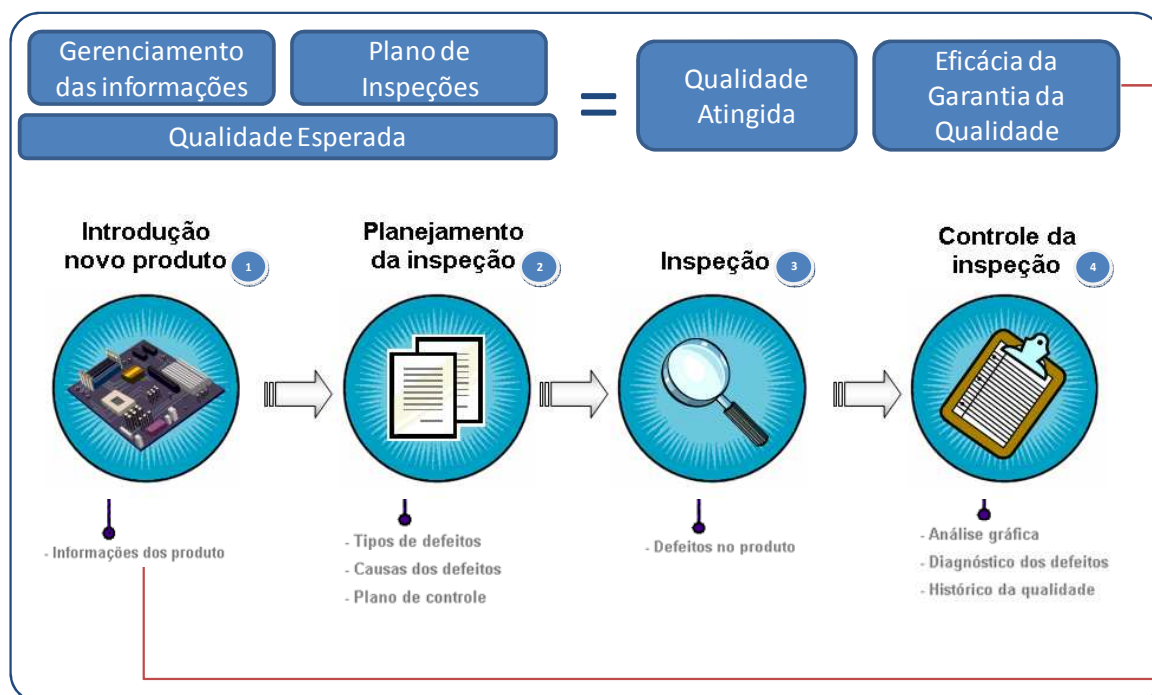 Gerenciamento
das informações
Plano de
Inspeções
Qualidade Esperada
=
Qualidade
Atingida
Eficácia da
Garantia da
Qualidade
Introdução
novo produto
1
Planejamento
da inspeção
2
Inspeção
3
Controle da
inspeção
4
- Informações dos produto
- Tipos de defeitos
- Causas dos defeitos
- Plano de controle
- Defeitos no produto
- Análise gráfica
- Diagnóstico dos defeitos
- Histórico da qualidade